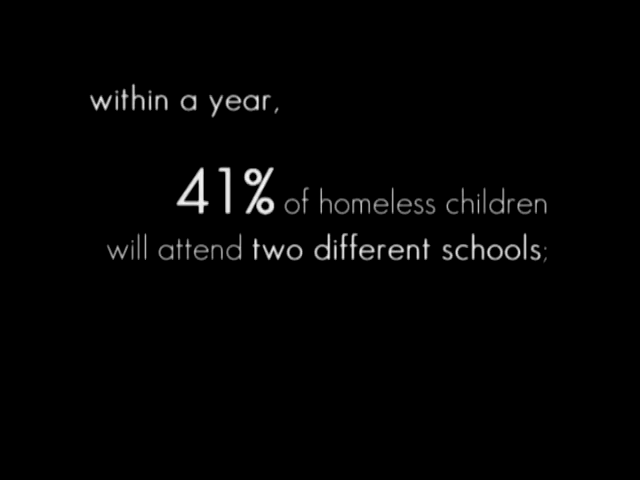 within a year,
41% of homeless children
will attend two different schools;